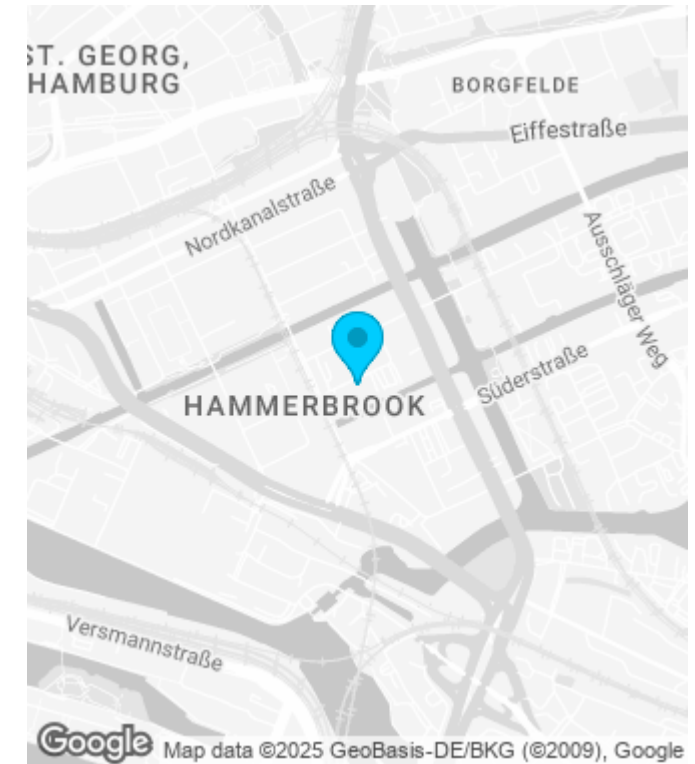 ST. GEORG,
HAMBURG
BORGFELDE
Eiffestraße
Nordkanalstraße
Ausschläger Weg
Süderstraße
HAMMERBROOK
Versmannstraße
Google Map data ©2025 GeoBasis-DE/BKG (©2009), Google